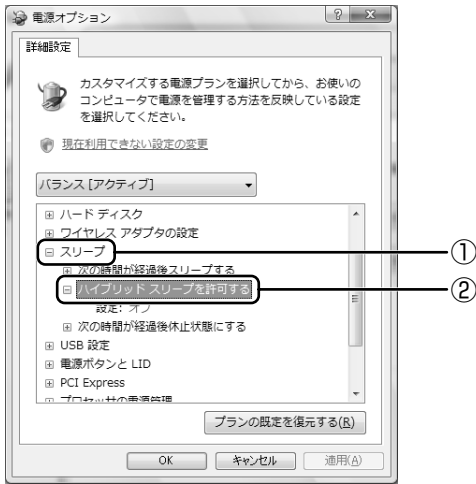 電源オプション
詳細設定
カスタマイズする電源プランを選択してから、お使いの
コンピュータで電源を管理する方法を反映している設定
を選択してください。
現在利用できない設定の変更
バランス [アクティブ]
ハード ディスク
ワイヤレス アダプタの設定
スリープ
①
次の時間が経過後スリープする
ハイブリッド スリープを許可する
②
設定: オフ
次の時間が経過後休止状態にする
USB 設定
電源ボタンと LID
PCI Express
プロセッサの電源管理
プランの既定を復元する(R)
OK
キャンセル
適用(A)